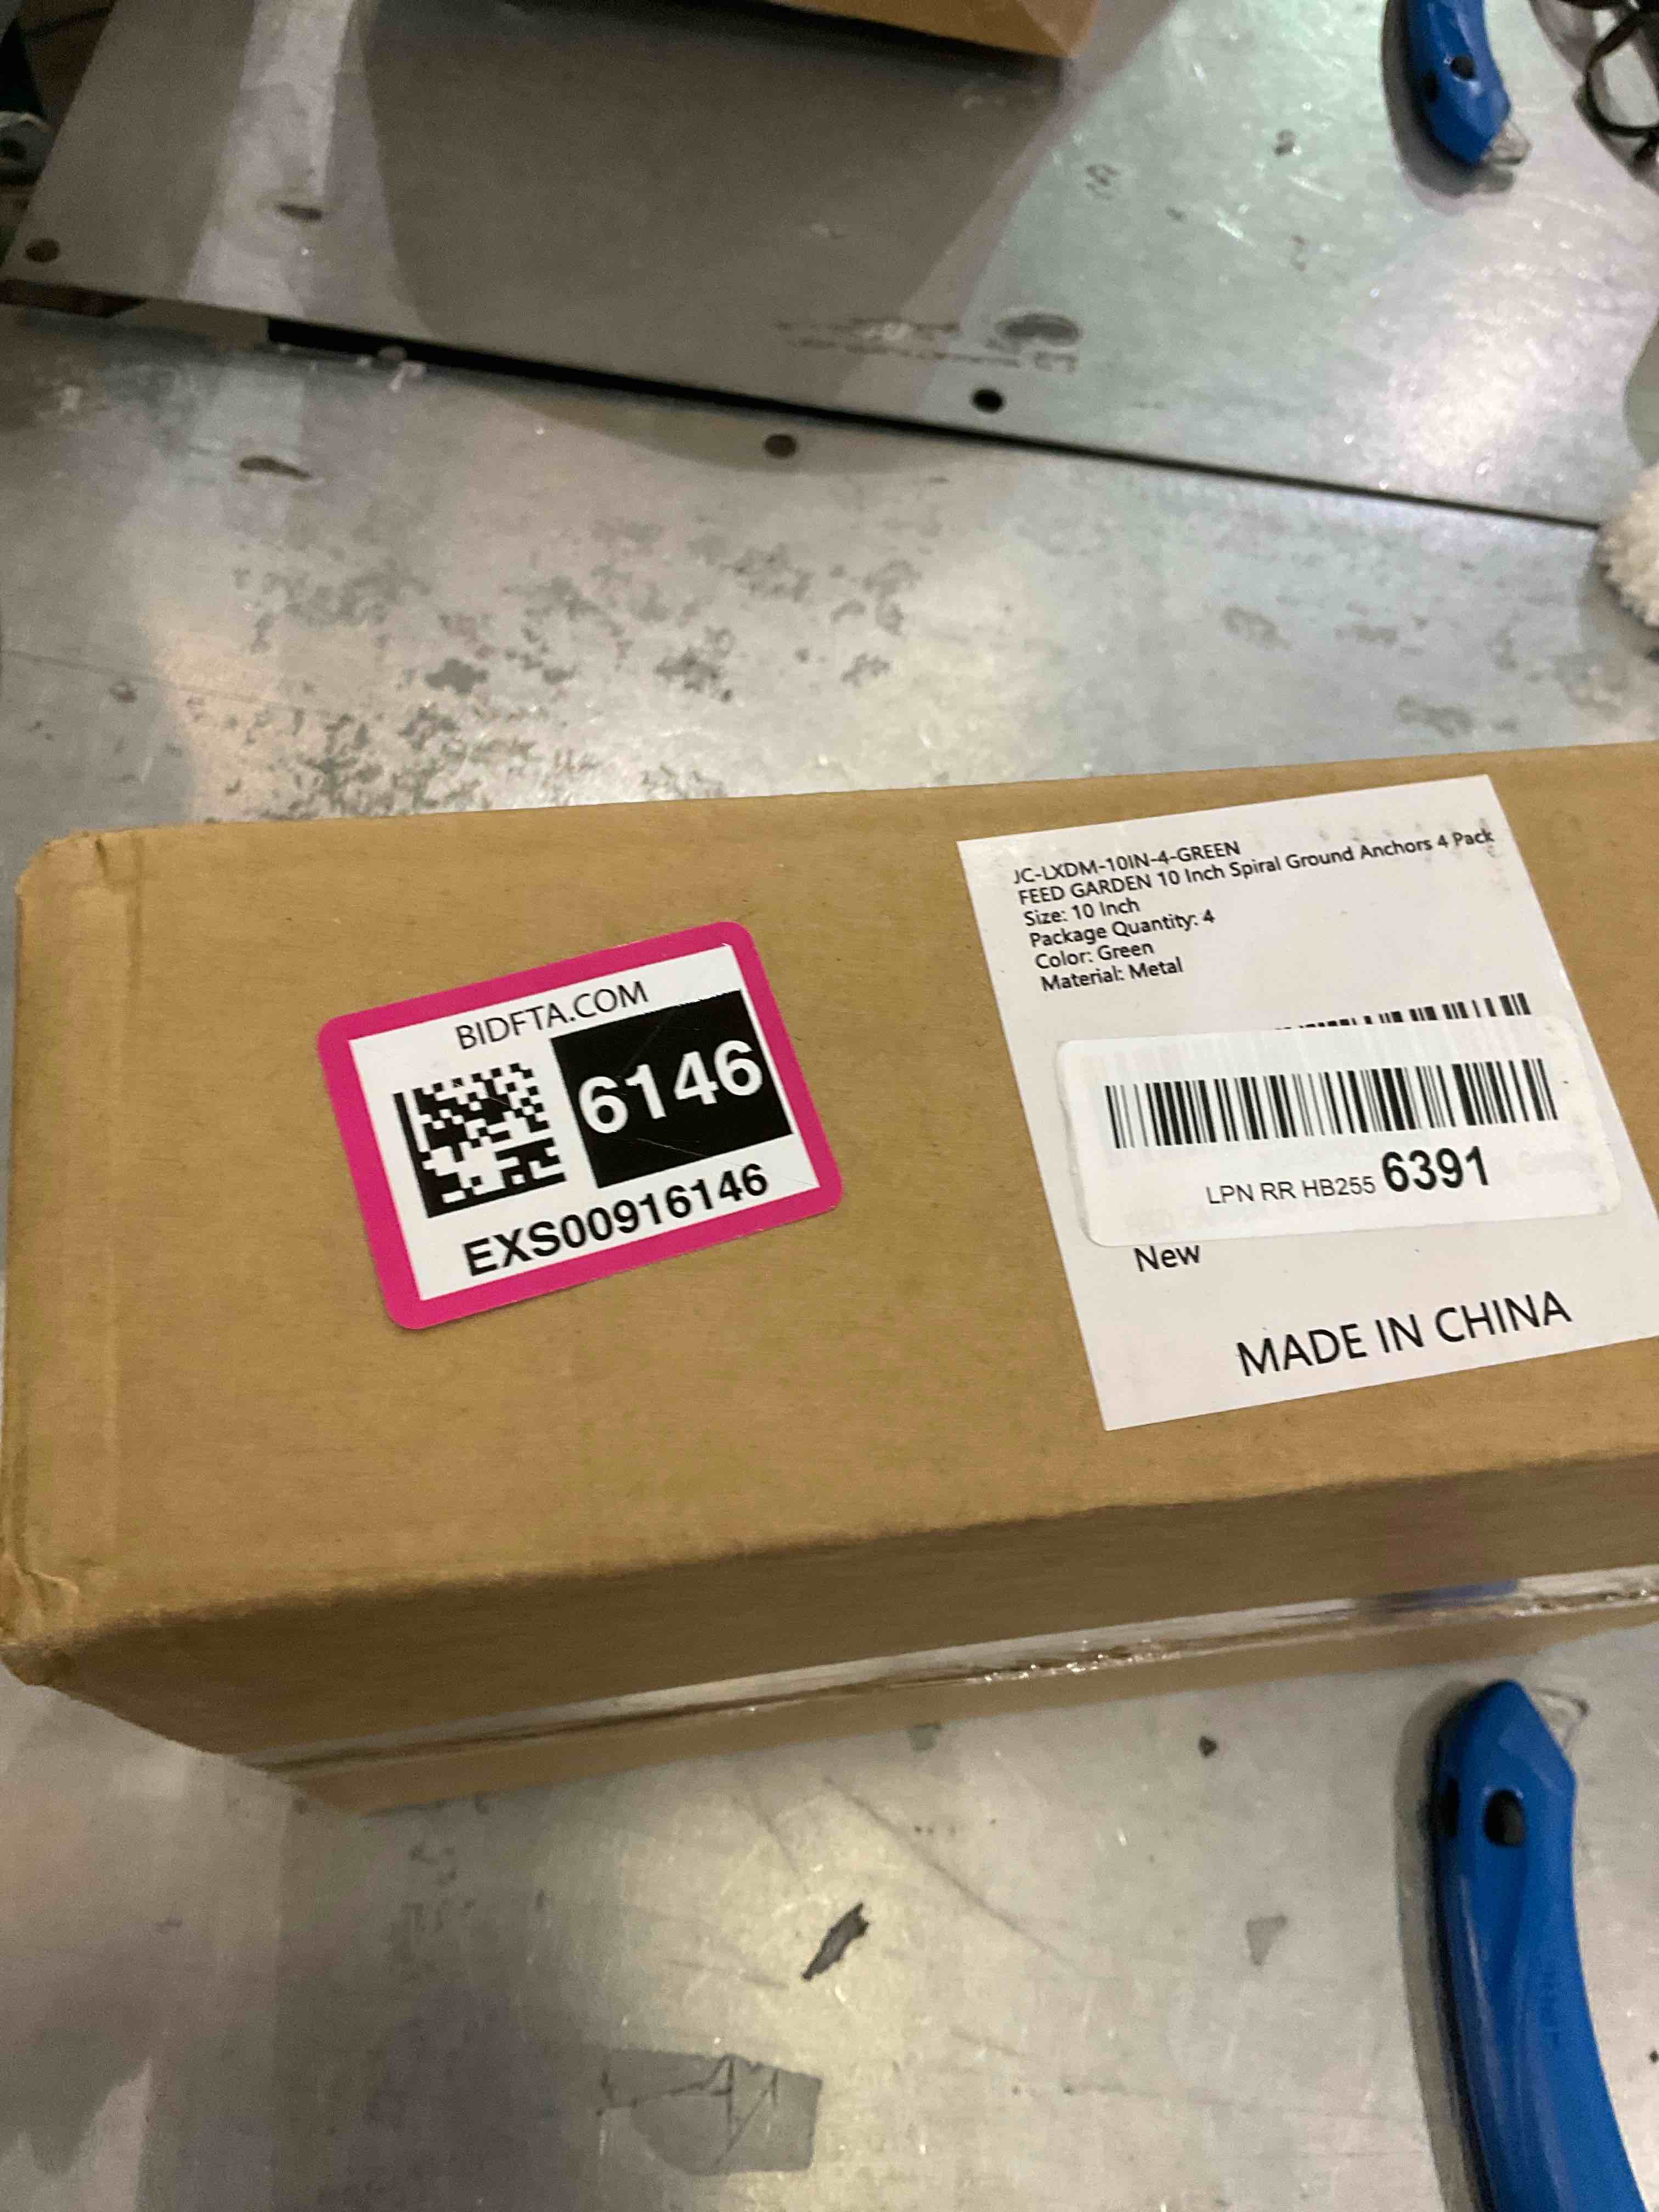 BIDFTA.COM
6146
EXS00916146
JC-LXDM-10IN-4-GREEN
FEED GARDEN 10 Inch Spiral Ground Anchors 4 Pack
Size: 10 Inch
Package Quantity: 4
Color: Green
Material: Metal
LPN RR HB255 6391
New
MADE IN CHINA